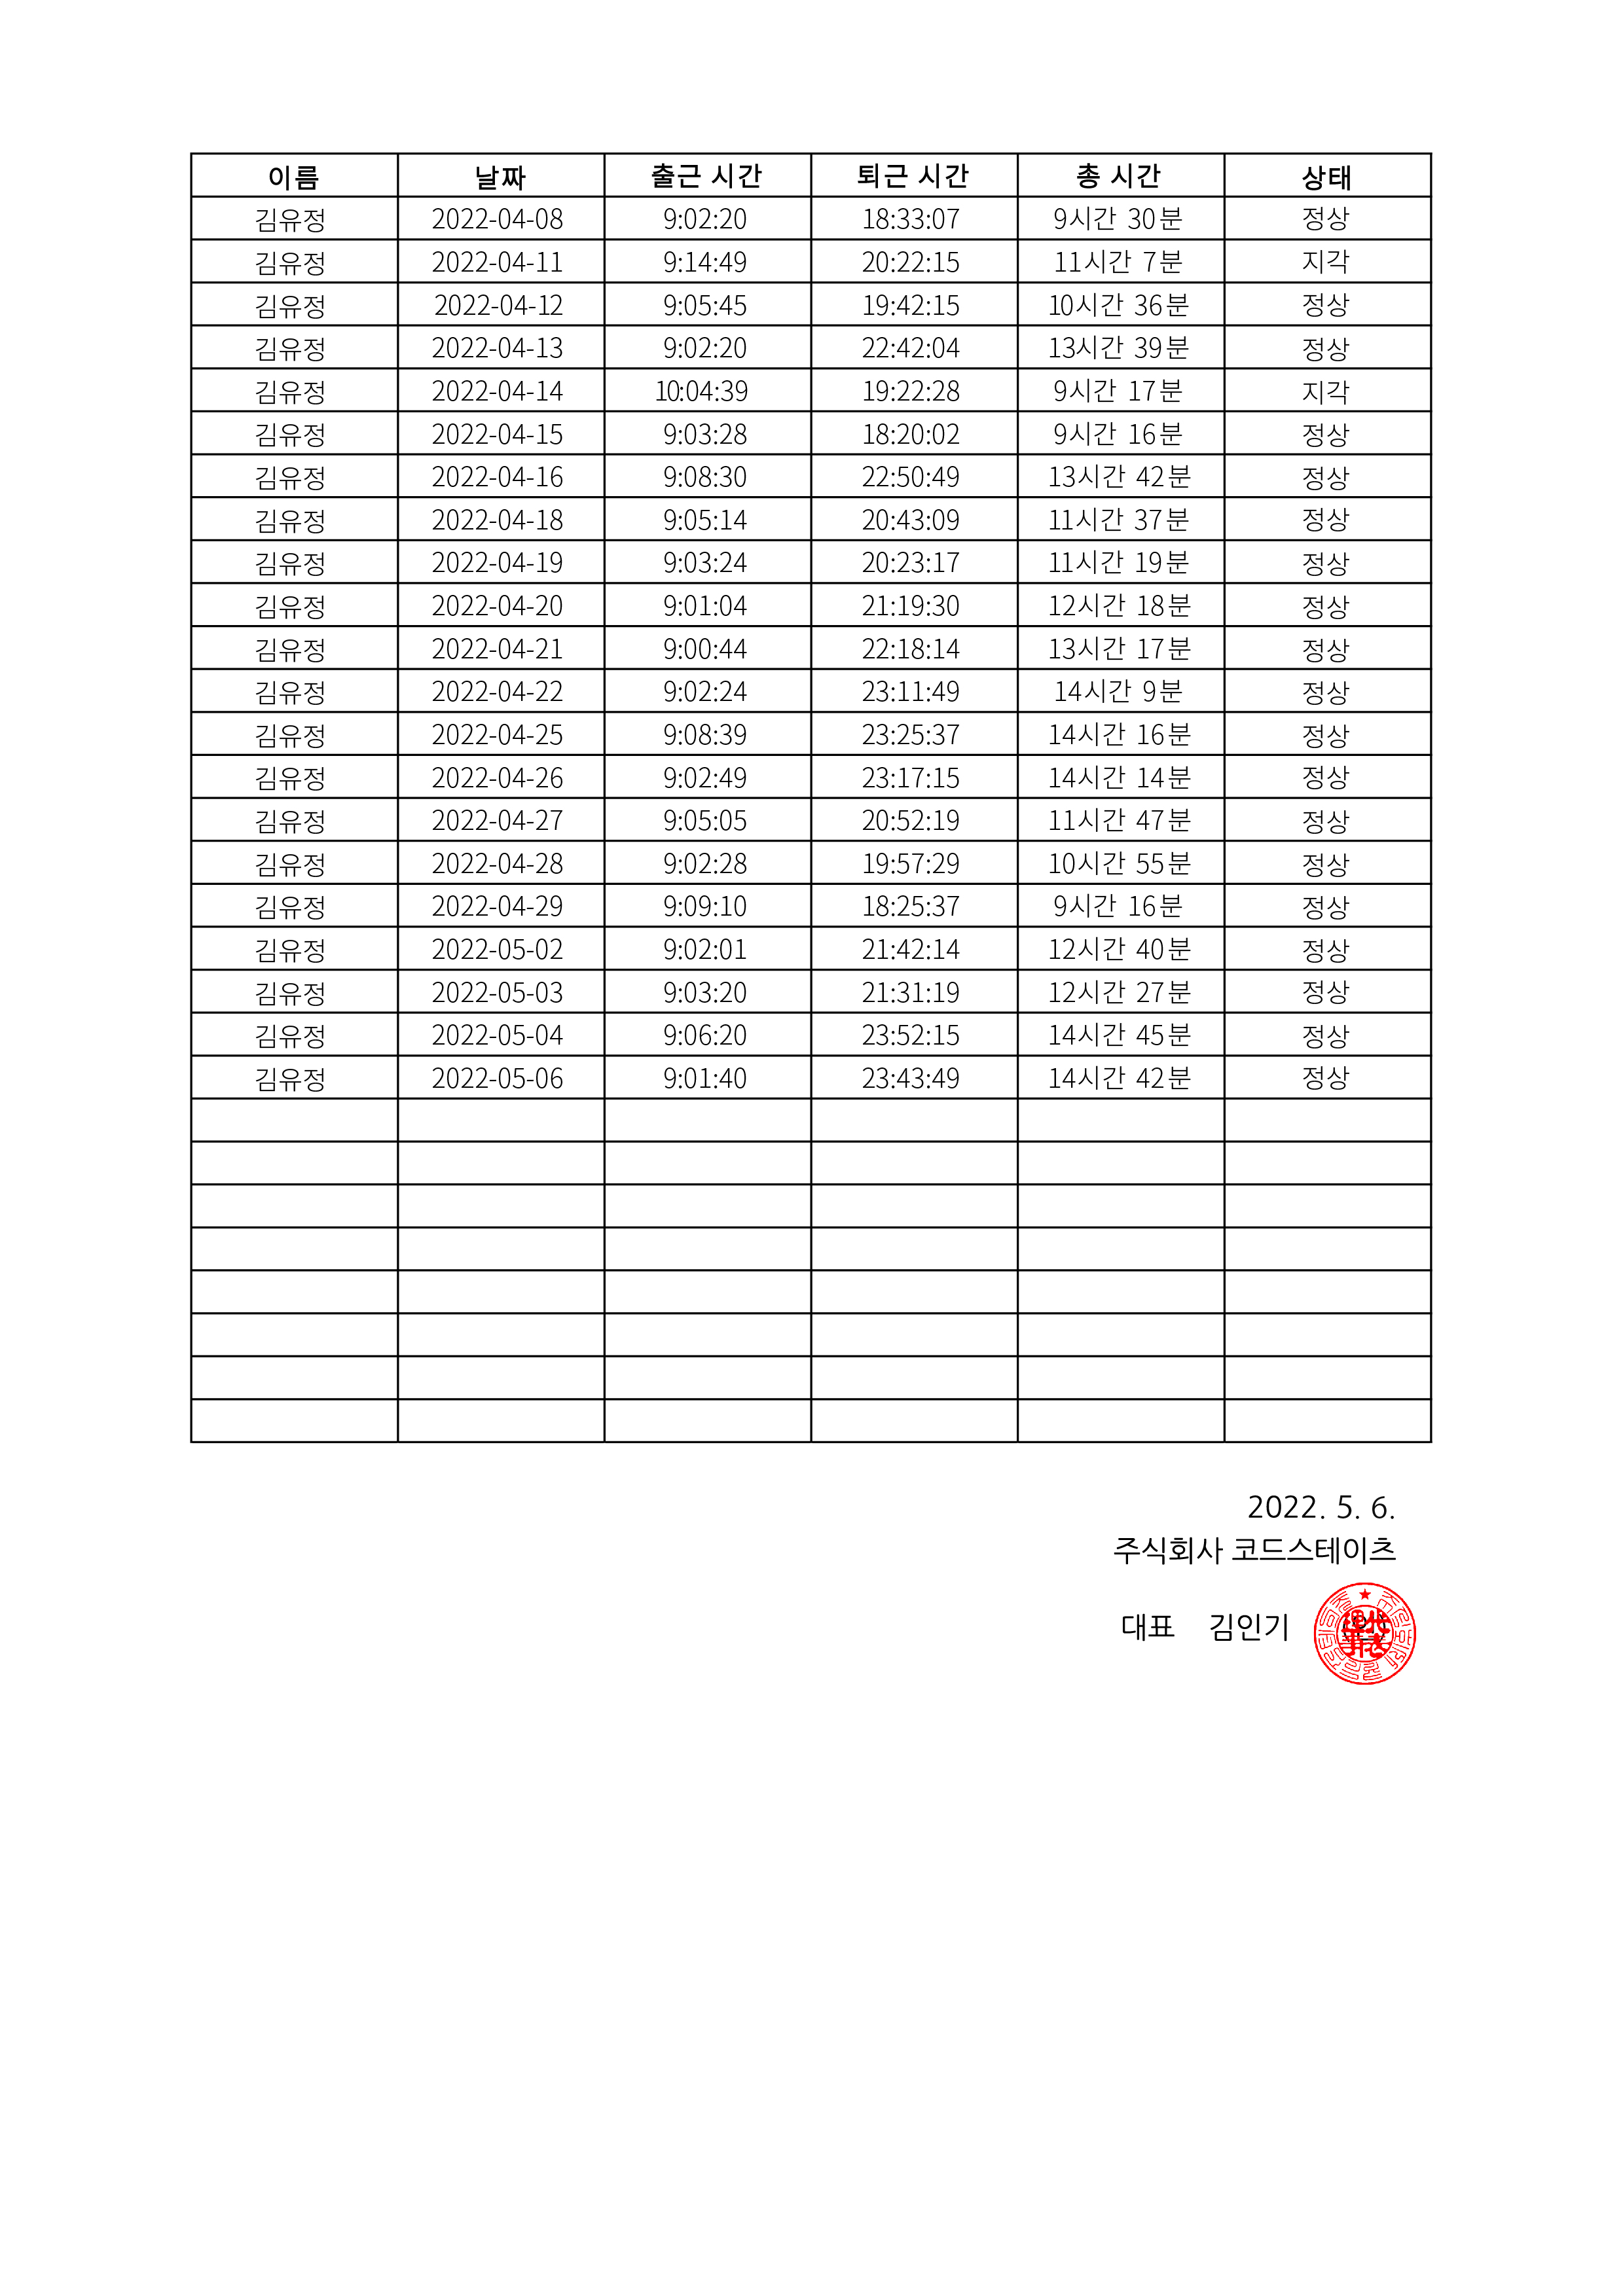 이름 날짜 출근 시간 퇴근 시간 총 시간 상태
김유정 2022-04-08 9:02:20 18:33:07 9시간 30분 정상
김유정 2022-04-11 9:14:49 20:22:15 11시간 7분 지각
김유정 2022-04-12 9:05:45 19:42:15 10시간 36분 정상
김유정 2022-04-13 9:02:20 22:42:04 13시간 39분 정상
김유정 2022-04-14 10:04:39 19:22:28 9시간 17분 지각
김유정 2022-04-15 9:03:28 18:20:02 9시간 16분 정상
김유정 2022-04-16 9:08:30 22:50:49 13시간 42분 정상
김유정 2022-04-18 9:05:14 20:43:09 11시간 37분 정상
김유정 2022-04-19 9:03:24 20:23:17 11시간 19분 정상
김유정 2022-04-20 9:01:04 21:19:30 12시간 18분 정상
김유정 2022-04-21 9:00:44 22:18:14 13시간 17분 정상
김유정 2022-04-22 9:02:24 23:11:49 14시간 9분 정상
김유정 2022-04-25 9:08:39 23:25:37 14시간 16분 정상
김유정 2022-04-26 9:02:49 23:17:15 14시간 14분 정상
김유정 2022-04-27 9:05:05 20:52:19 11시간 47분 정상
김유정 2022-04-28 9:02:28 19:57:29 10시간 55분 정상
김유정 2022-04-29 9:09:10 18:25:37 9시간 16분 정상
김유정 2022-05-02 9:02:01 21:42:14 12시간 40분 정상
김유정 2022-05-03 9:03:20 21:31:19 12시간 27분 정상
김유정 2022-05-04 9:06:20 23:52:15 14시간 45분 정상
김유정 2022-05-06 9:01:40 23:43:49 14시간 42분 정상
2022. 5. 6.
주식회사 코드스테이츠
대표 김인기